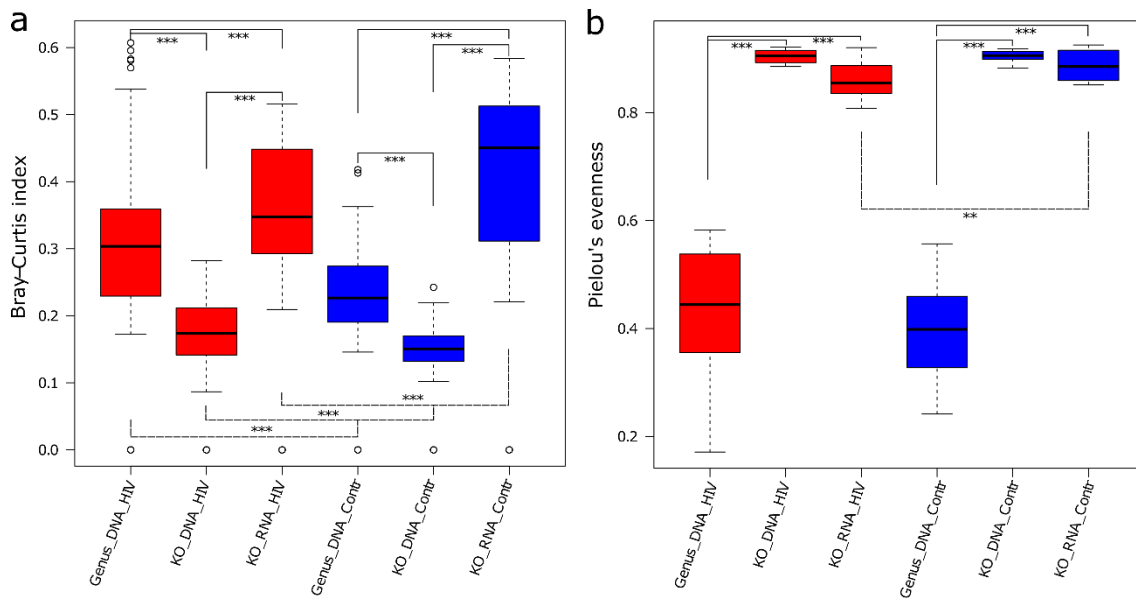 a
Bray–Curtis index
0.6
0.5
0.4
0.3
0.2
0.1
0.0
***
***
***
***
***
***
***
***
***
Genus_DNA_HIV
KO_DNA_HIV
KO_RNA_HIV
Genus_DNA_Contr
KO_DNA_Contr
KO_RNA_Contr
b
Pielou's evenness
0.8
0.6
0.4
0.2
***
***
***
***
**
Genus_DNA_HIV
KO_DNA_HIV
KO_RNA_HIV
Genus_DNA_Contr
KO_DNA_Contr
KO_RNA_Contr